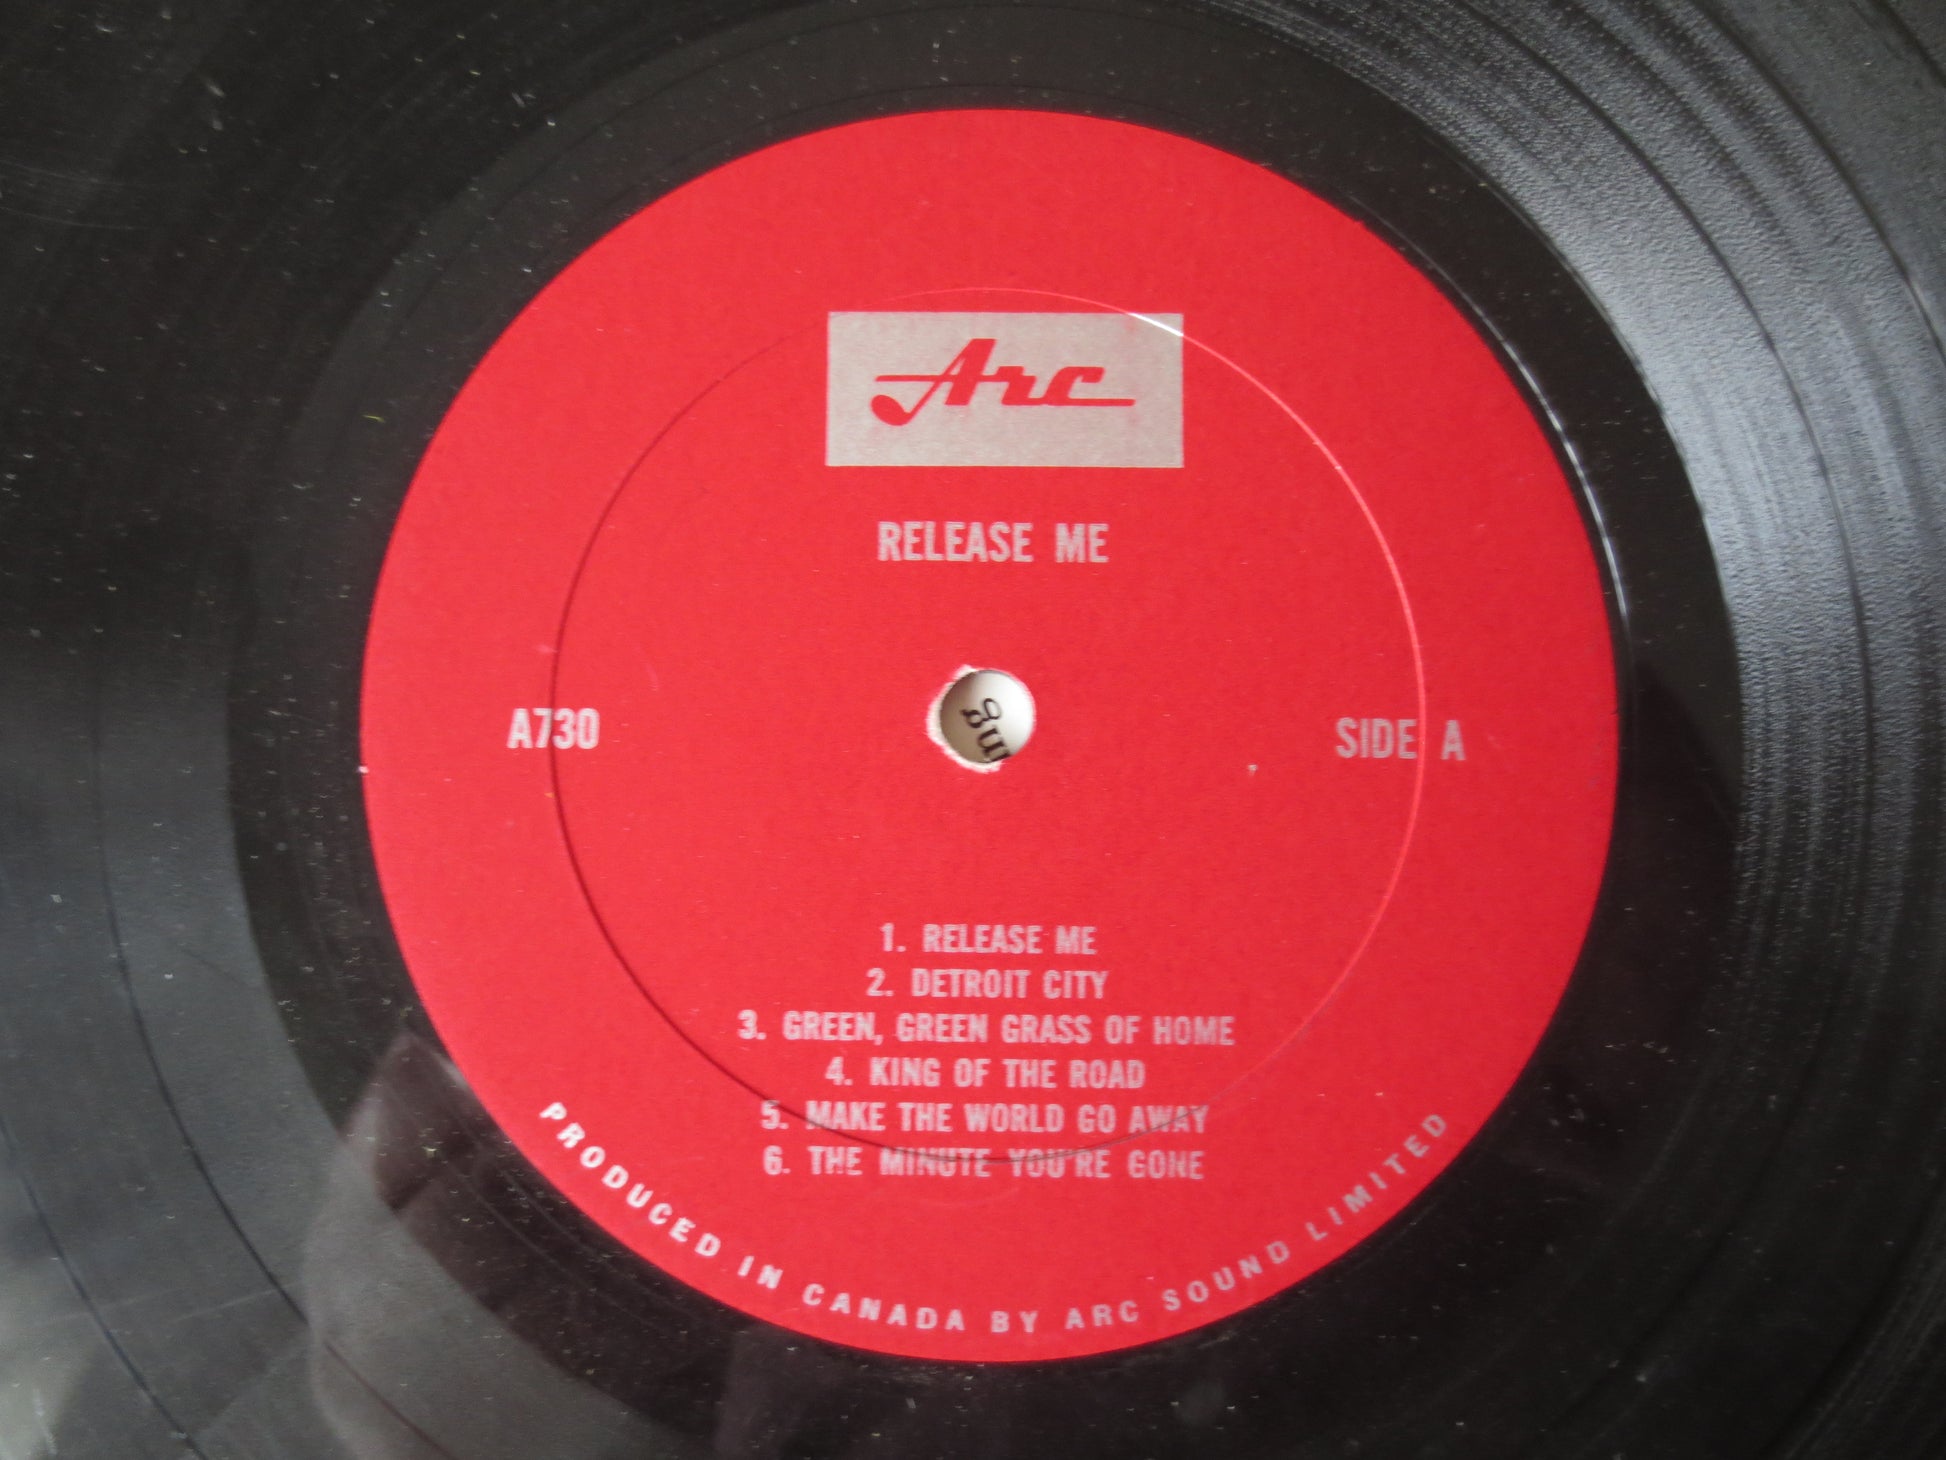 Arc
RELEASE ME
A730
SIDE A
gun
1. RELEASE ME
2. DETROIT CITY
3. GREEN, GREEN GRASS OF HOME
4. KING OF THE ROAD
5. MAKE THE WORLD GO AWAY
6. THE MINUTE YOU'RE GONE
PRODUCED IN CANADA BY ARC SOUND LIMITED